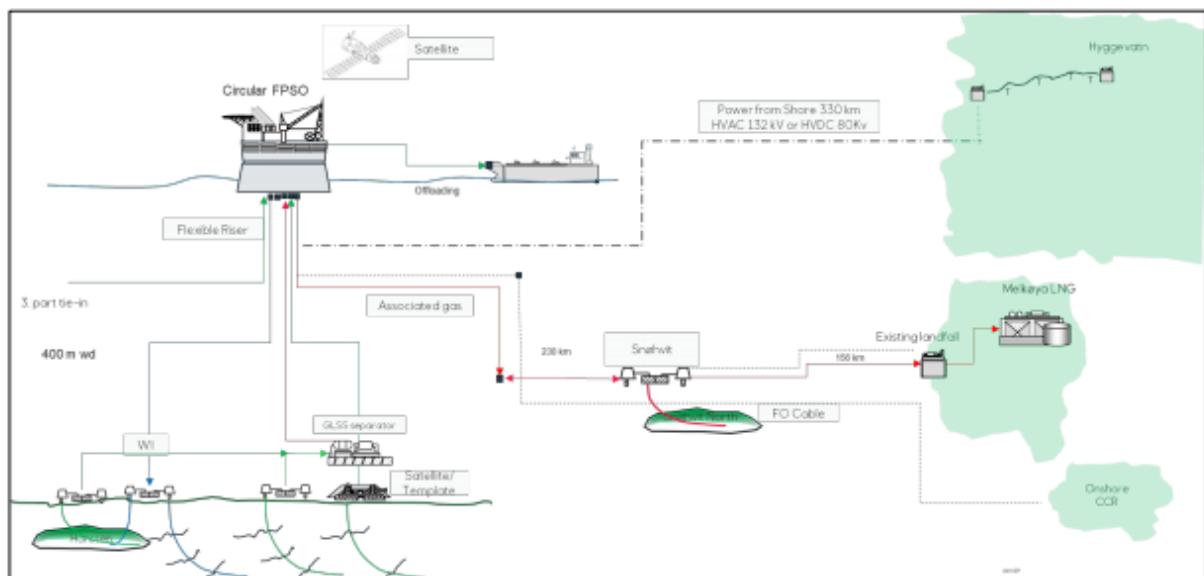 Hyggevatn
Satellite
Circular FPSO
Power from Shore 330 km
HVAC 132 kV or HVDC 80Kv
Offloading
Flexible Riser
Melkøya LNG
3. part tie-in
Associated gas
Existing landfall
400 m wd
230 km
Snøhvit
150 km
North
FO Cable
GLSS separator
WI
Satellite/
Template
Onshore
CCR